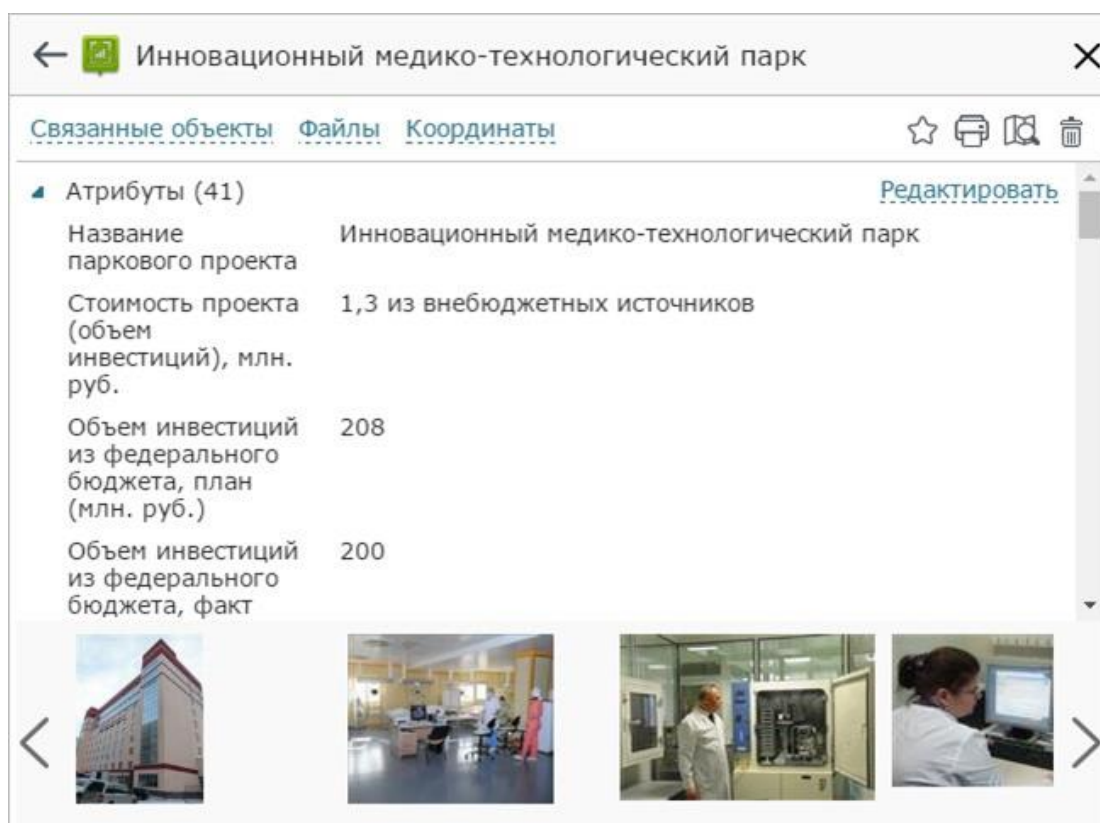 Инновационный медико-технологический парк
Связанные объекты Файлы Координаты
Атрибуты (41) Редактировать
Название Инновационный медико-технологический парк
паркового проекта
Стоимость проекта 1,3 из внебюджетных источников
(объем
инвестиций), млн.
руб.
Объем инвестиций 208
из федерального
бюджета, план
(млн. руб.)
Объем инвестиций 200
из федерального
бюджета, факт